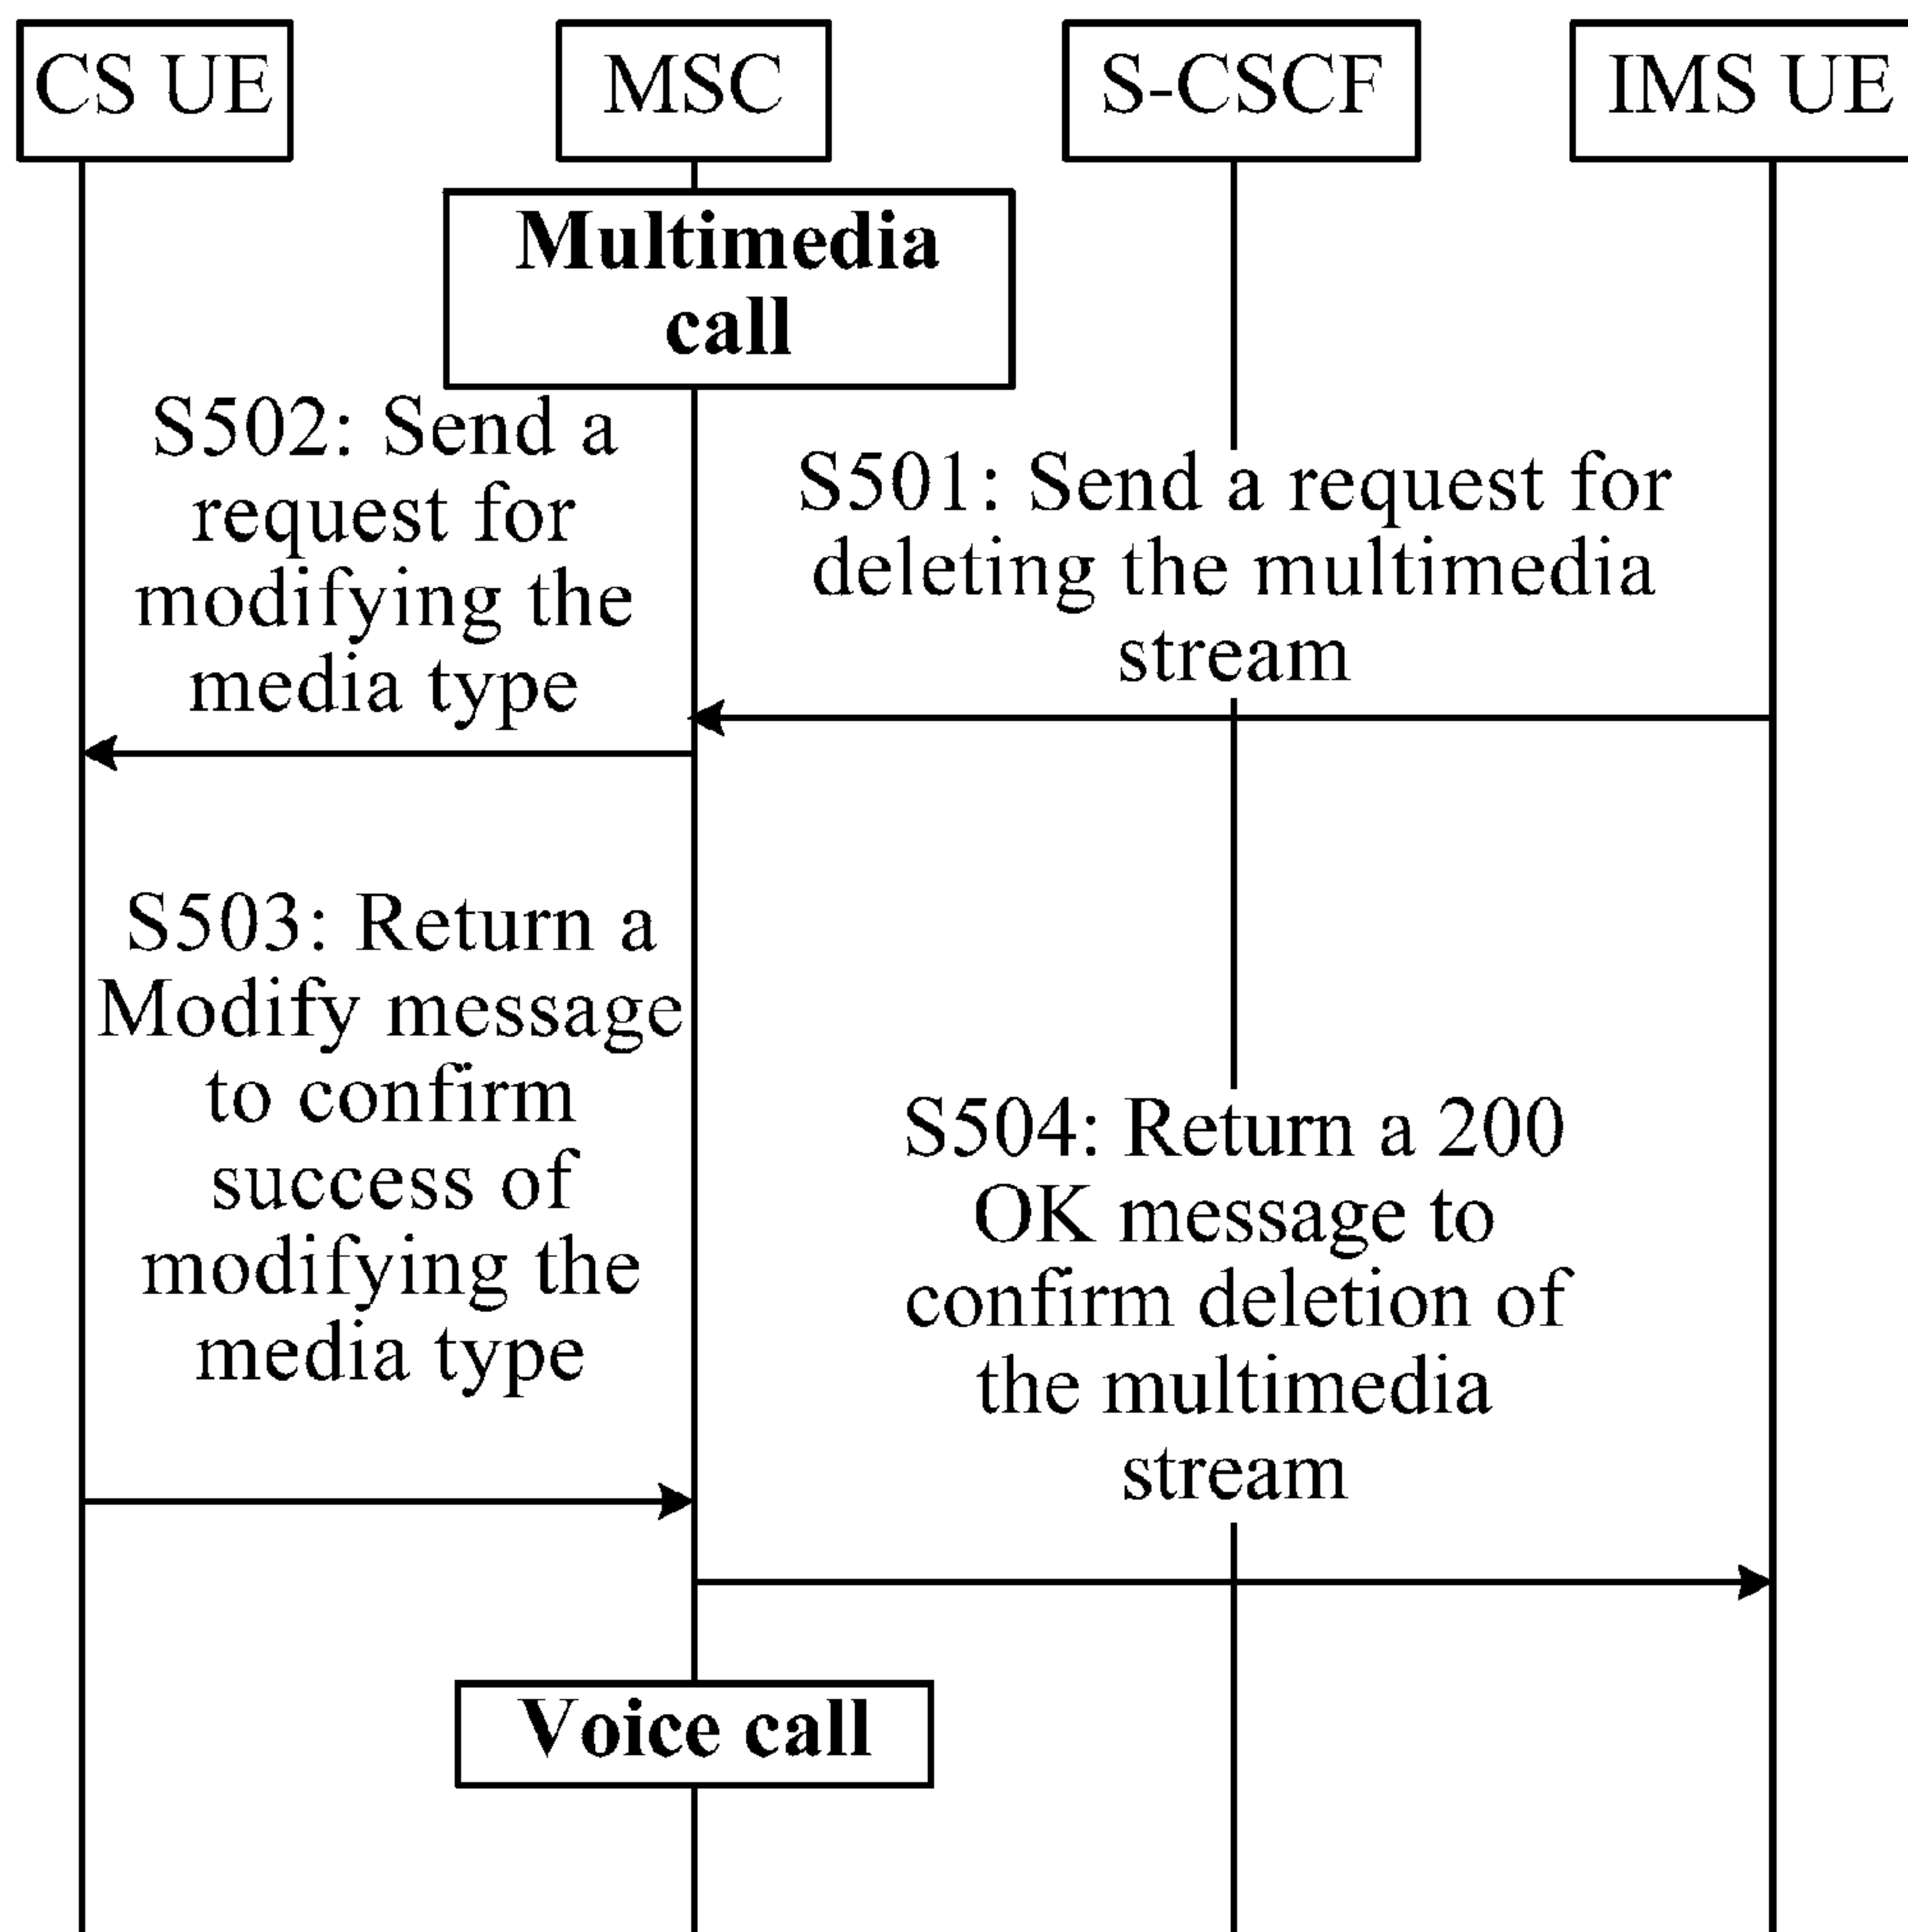 CS UE
MSC
S-CSCF
IMS UE
Multimedia
call
S502: Send a
request for
modifying the
media type
S501: Send a request for
deleting the multimedia
stream
S503: Return a
Modify message
to confirm
success of
modifying the
media type
S504: Return a 200
OK message to
confirm deletion of
the multimedia
stream
Voice call